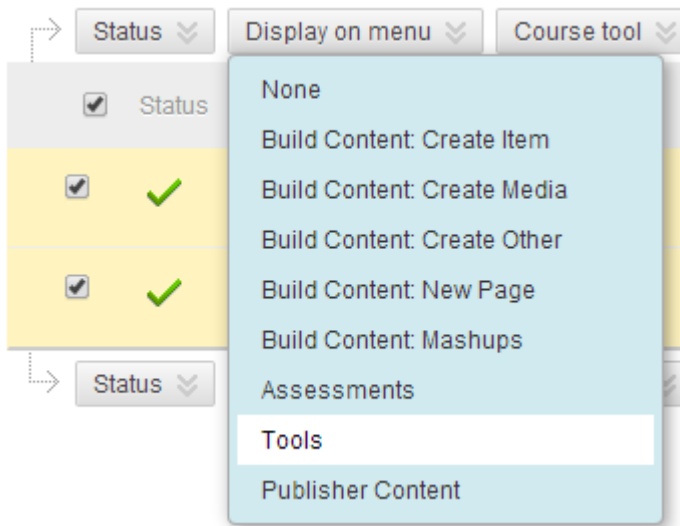 Status Display on menu Course tool
None
Status
Build Content: Create Item
Build Content: Create Media
Build Content: Create Other
Build Content: New Page
Build Content: Mashups
Status
Assessments
Tools
Publisher Content